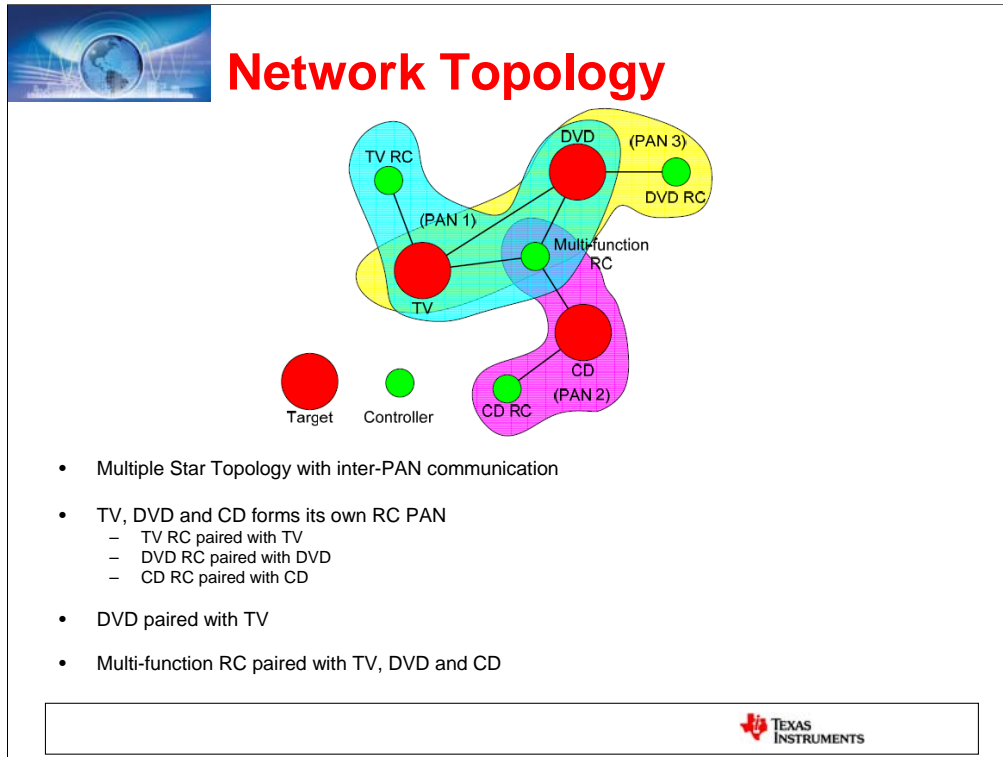 Network Topology
TV RC
DVD
(PAN 3)
DVD RC
(PAN 1)
Multi-function
RC
TV
CD
(PAN 2)
CD RC
Target
Controller
• Multiple Star Topology with inter-PAN communication
• TV, DVD and CD forms its own RC PAN
– TV RC paired with TV
– DVD RC paired with DVD
– CD RC paired with CD
• DVD paired with TV
• Multi-function RC paired with TV, DVD and CD
TEXAS
INSTRUMENTS